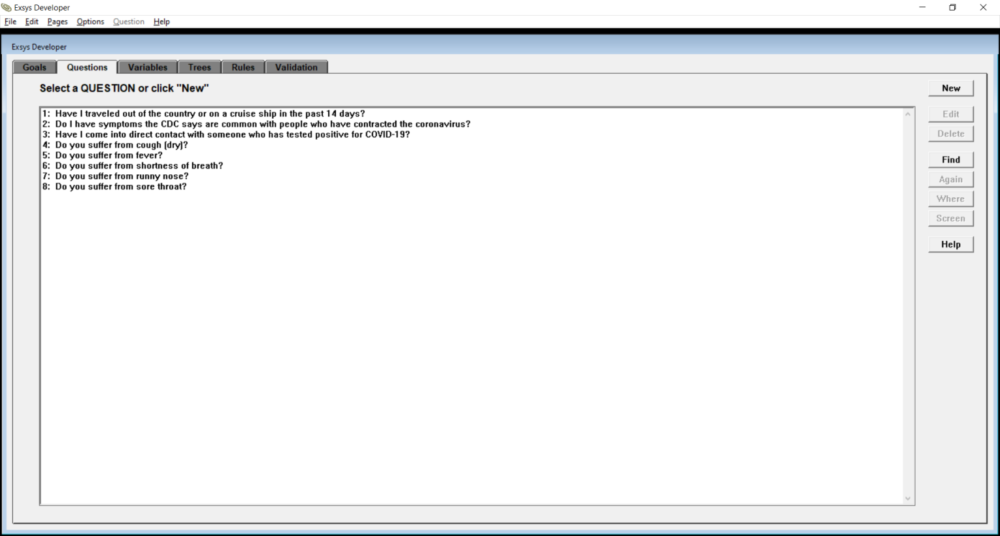 Exsys Developer
File Edit Pages Options Question Help
Exsys Developer
Goals Questions Variables Trees Rules Validation
Select a QUESTION or click "New"
1: Have I traveled out of the country or on a cruise ship in the past 14 days?
2: Do I have symptoms the CDC says are common with people who have contracted the coronavirus?
3: Have I come into direct contact with someone who has tested positive for COVID-19?
4: Do you suffer from cough (dry)?
5: Do you suffer from fever?
6: Do you suffer from shortness of breath?
7: Do you suffer from runny nose?
8: Do you suffer from sore throat?
New
Edit
Delete
Find
Again
Where
Screen
Help